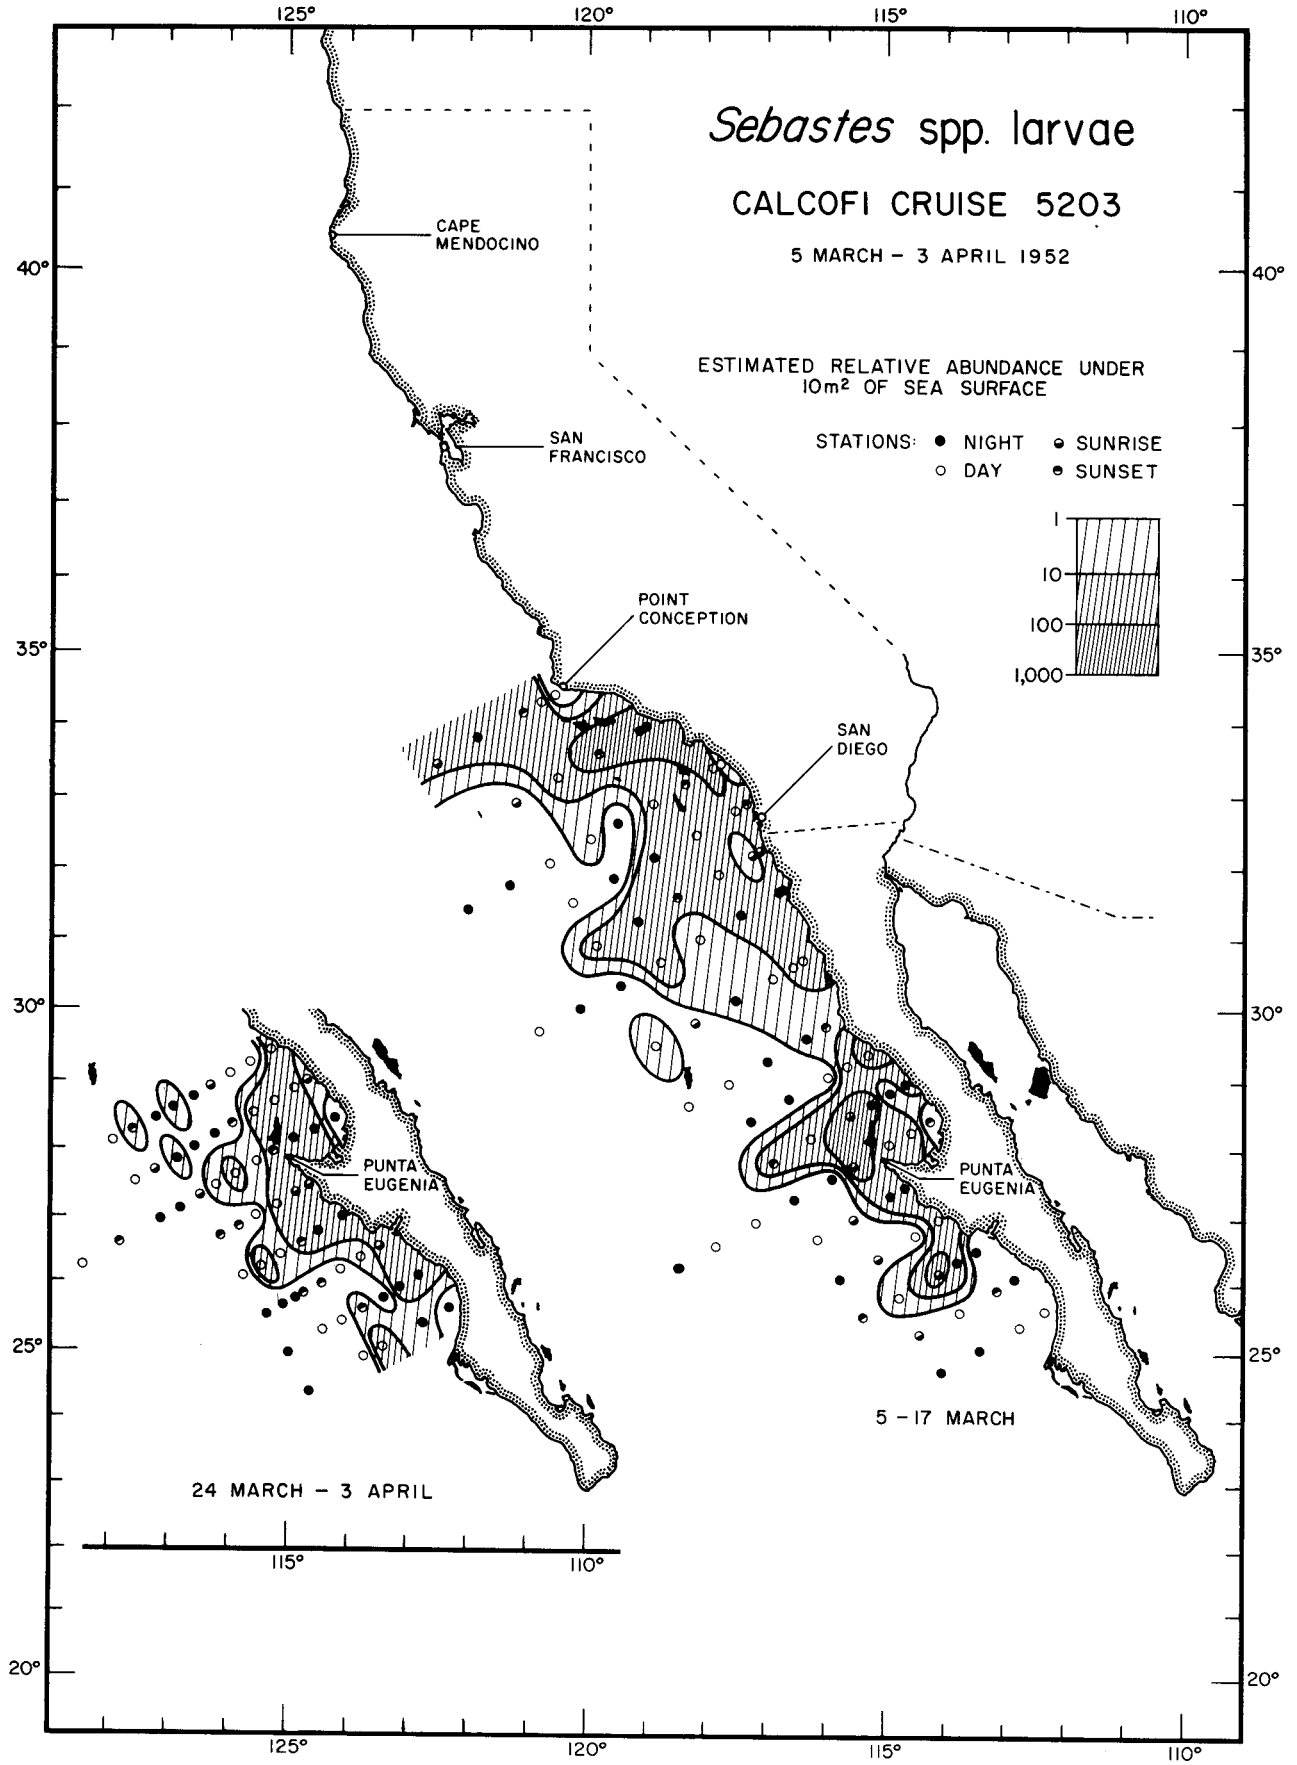 125° 120° 115° 110°
Sebastes spp. larvae
CALCOFI CRUISE 5203
5 MARCH – 3 APRIL 1952
CAPE
MENDOCINO
40° 40°
ESTIMATED RELATIVE ABUNDANCE UNDER
10m² OF SEA SURFACE
STATIONS: ● NIGHT ◒ SUNRISE
○ DAY ◓ SUNSET
SAN
FRANCISCO
1
10
100
1,000
POINT
CONCEPTION
35° 35°
SAN
DIEGO
30° 30°
PUNTA
EUGENIA
PUNTA
EUGENIA
25° 25°
5 – 17 MARCH
24 MARCH – 3 APRIL
115° 110°
20° 20°
125° 120° 115° 110°